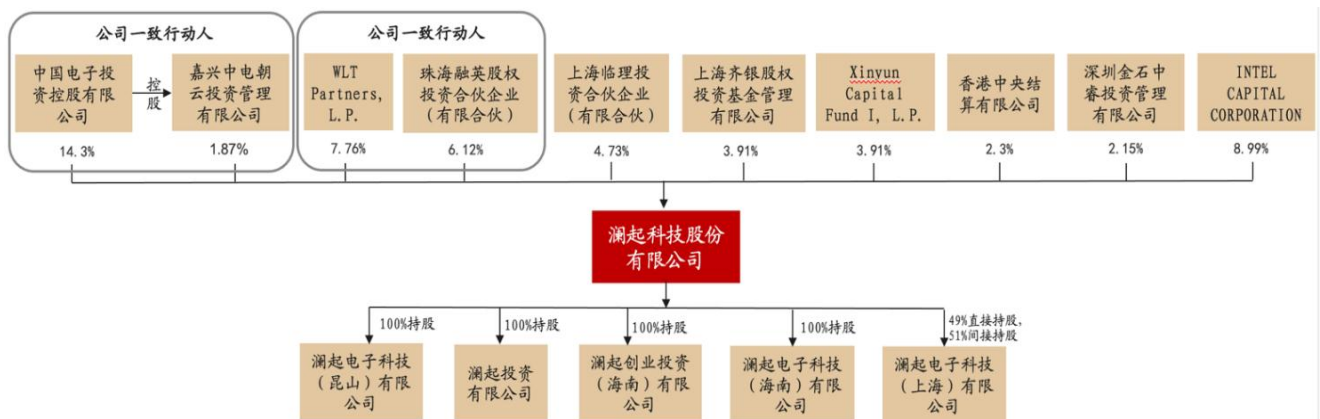 公司一致行动人
公司一致行动人
中国电子投
资控股有限
公司
控
股
嘉兴中电朝
云投资管理
有限公司
WLT
Partners,
L.P.
珠海融英股权
投资合伙企业
(有限合伙)
上海临理投
资合伙企业
(有限合伙)
上海齐银股权
投资基金管理
有限公司
Xinyun
Capital
Fund I, L.P.
香港中央结
算有限公司
深圳金石中
睿投资管理
有限公司
INTEL
CAPITAL
CORPORATION
14.3%
1.87%
7.76%
6.12%
4.73%
3.91%
3.91%
2.3%
2.15%
8.99%
澜起科技股份
有限公司
100%持股
100%持股
100%持股
100%持股
49%直接持股,
51%间接持股
澜起电子科技
(昆山)有限
公司
澜起投资
有限公司
澜起创业投资
(海南)有限
公司
澜起电子科技
(海南)有限
公司
澜起电子科技
(上海)有限
公司